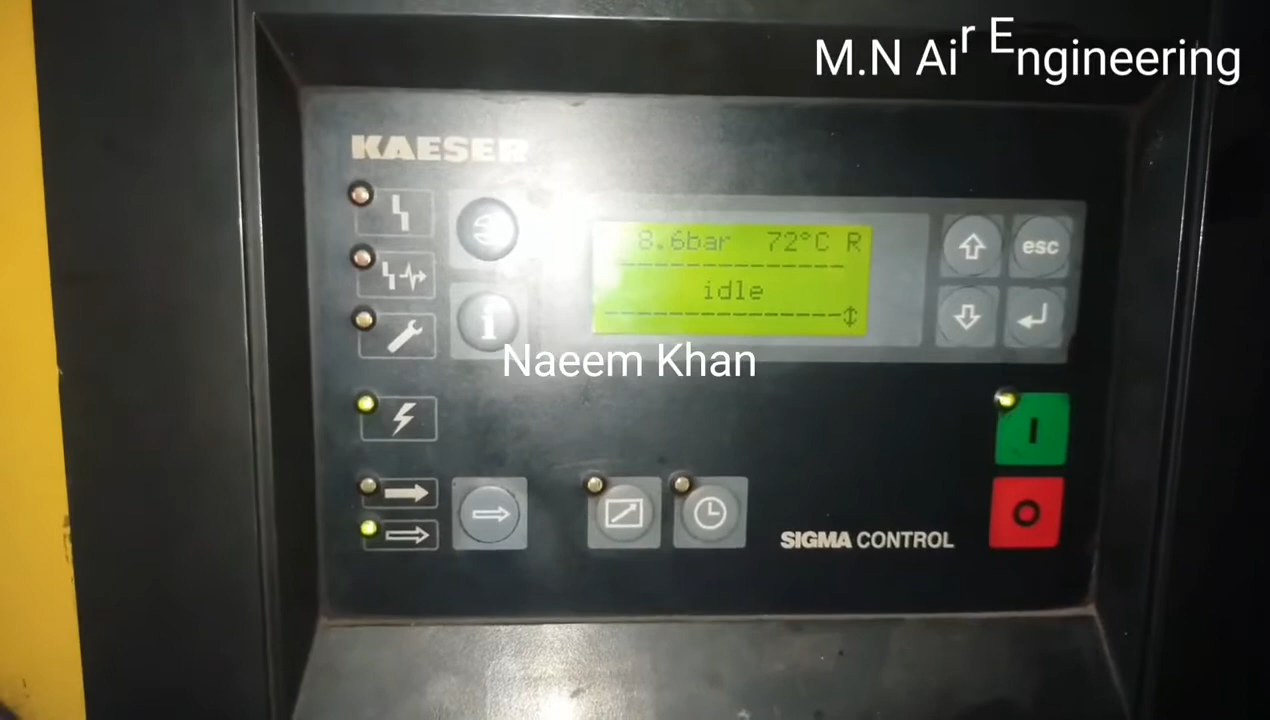 M.N Air Engineering
KAESER
8.6bar 72°C R
idle
esc
i
Naeem Khan
I
O
SIGMA CONTROL